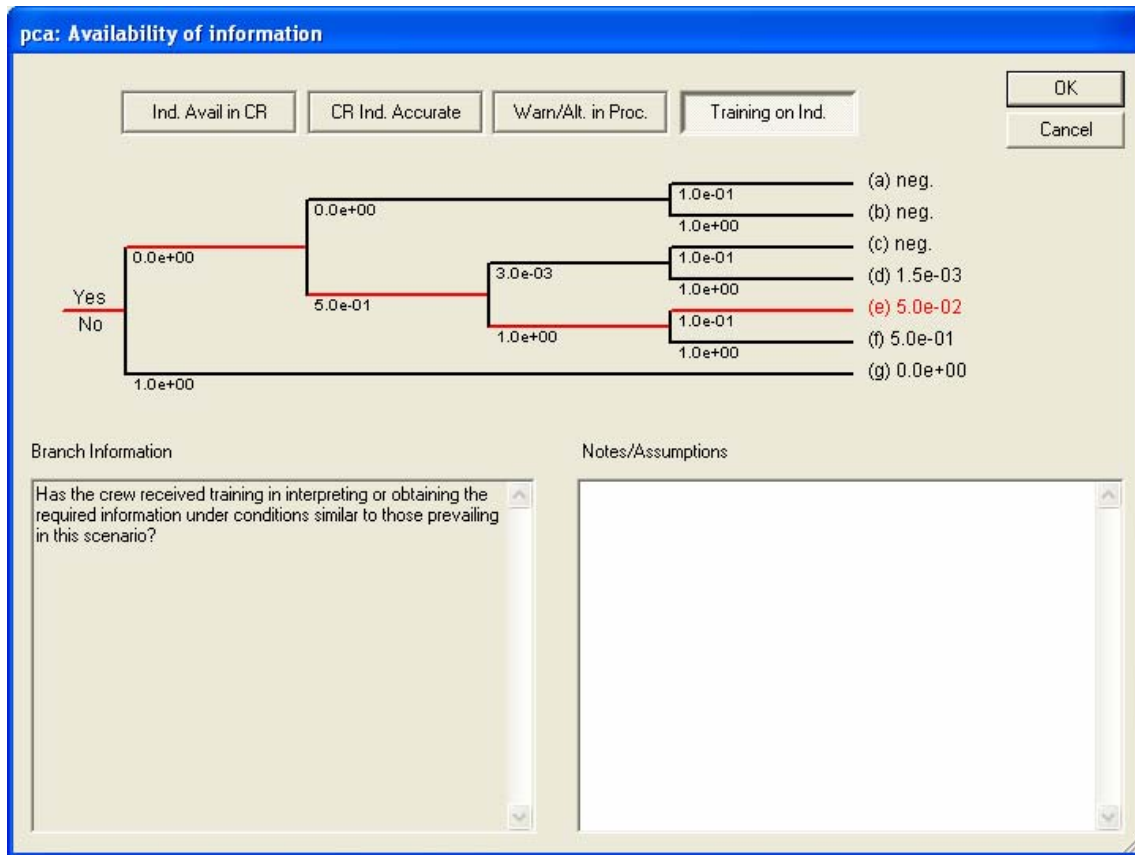 pca: Availability of information
OK
Cancel
Ind. Avail in CR
CR Ind. Accurate
Warn/Alt. in Proc.
Training on Ind.
Yes
No
0.0e+00
1.0e+00
0.0e+00
5.0e-01
3.0e-03
1.0e+00
1.0e-01
1.0e+00
1.0e-01
1.0e+00
1.0e-01
1.0e+00
(a) neg.
(b) neg.
(c) neg.
(d) 1.5e-03
(e) 5.0e-02
(f) 5.0e-01
(g) 0.0e+00
Branch Information
Has the crew received training in interpreting or obtaining the
required information under conditions similar to those prevailing
in this scenario?
Notes/Assumptions